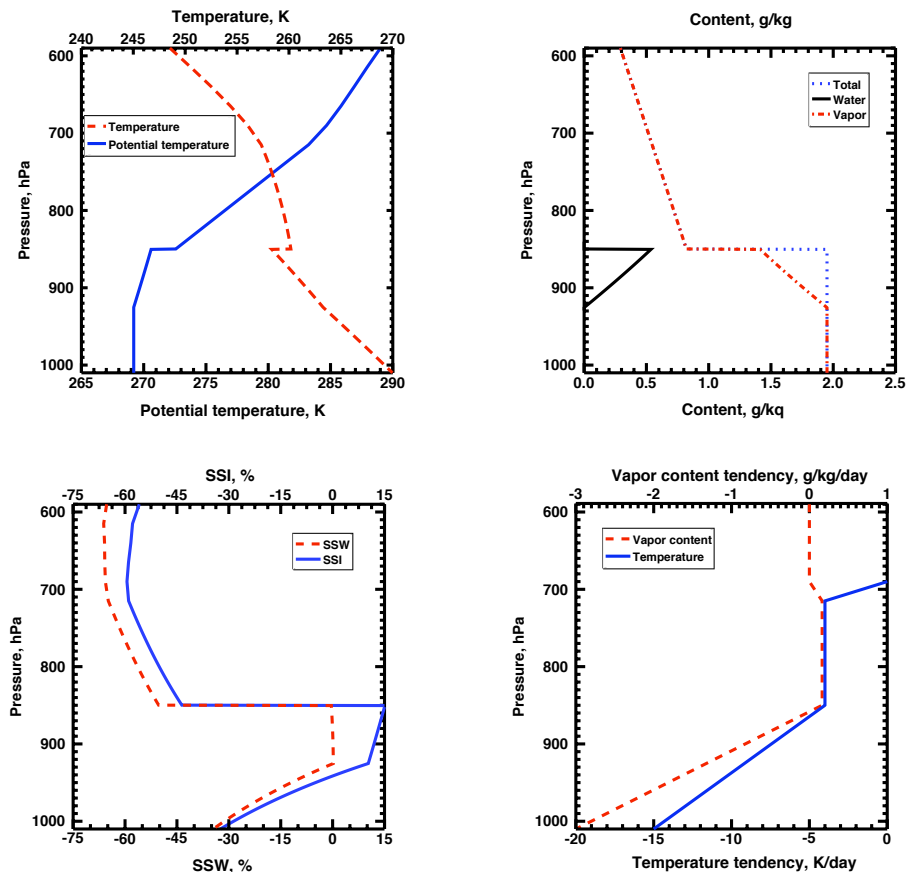 Temperature, K
240 245 250 255 260 265 270
600
700
800
900
1000
Pressure, hPa
Temperature
Potential temperature
265 270 275 280 285 290
Potential temperature, K
Content, g/kg
600
700
800
900
1000
Pressure, hPa
Total
Water
Vapor
0.0 0.5 1.0 1.5 2.0 2.5
Content, g/kq
SSI, %
-75 -60 -45 -30 -15 0 15
600
700
800
900
1000
Pressure, hPa
SSW
SSI
-75 -60 -45 -30 -15 0 15
SSW, %
Vapor content tendency, g/kg/day
-3 -2 -1 0 1
600
700
800
900
1000
Pressure, hPa
Vapor content
Temperature
-20 -15 -10 -5 0
Temperature tendency, K/day